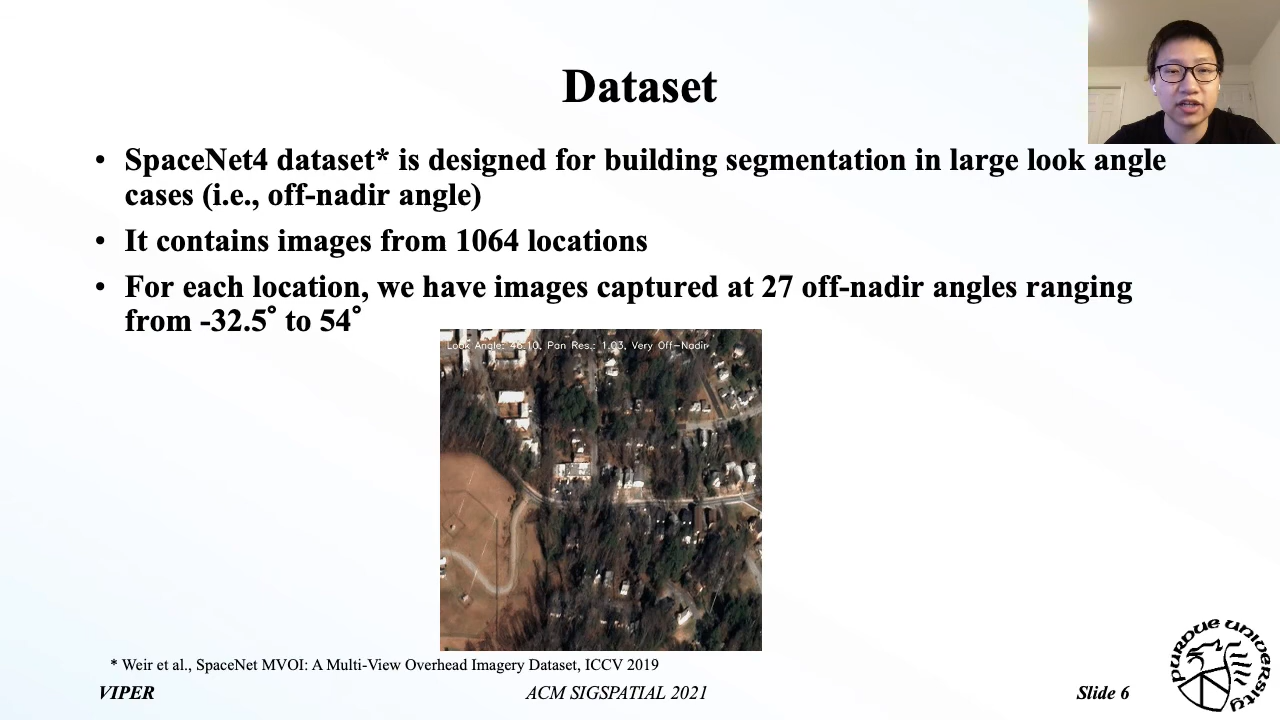 Dataset
• SpaceNet4 dataset* is designed for building segmentation in large look angle
cases (i.e., off-nadir angle)
• It contains images from 1064 locations
• For each location, we have images captured at 27 off-nadir angles ranging
from -32.5° to 54°
Look Angle: 46.10, Pan Res.: 1.03, Very Off-Nadir
* Weir et al., SpaceNet MVOI: A Multi-View Overhead Imagery Dataset, ICCV 2019
VIPER
ACM SIGSPATIAL 2021
Slide 6
PURDUE UNIVERSITY